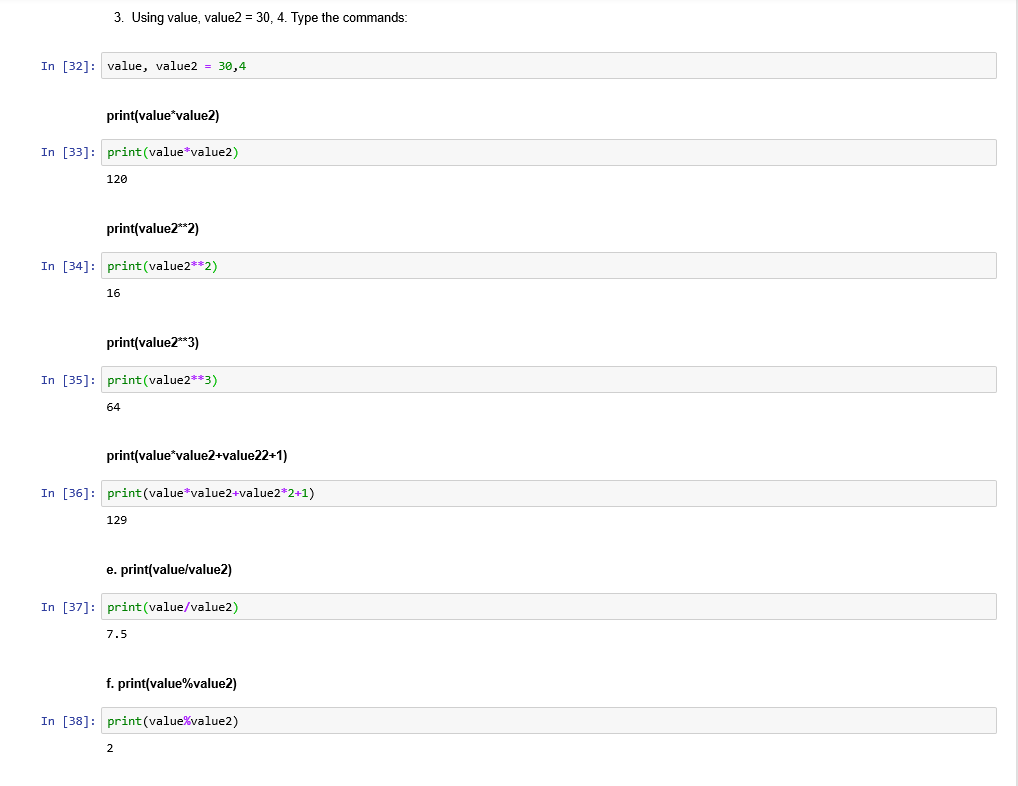 3. Using value, value2 = 30, 4. Type the commands:
In [32]: value, value2 = 30,4
print(value*value2)
In [33]: print(value*value2)
120
print(value2**2)
In [34]: print(value2**2)
16
print(value2**3)
In [35]: print(value2**3)
64
print(value*value2+value22+1)
In [36]: print(value*value2+value2*2+1)
129
e. print(value/value2)
In [37]: print(value/value2)
7.5
f. print(value%value2)
In [38]: print(value%value2)
2